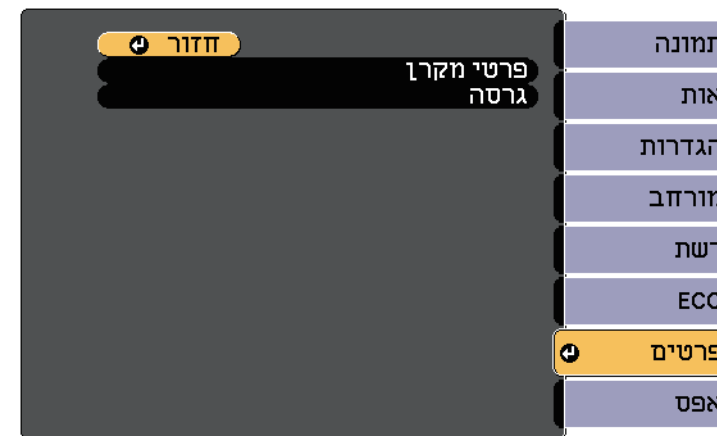 חזור
פרטי מקרן
גרסה
תמונה
אות
הגדרות
מורחב
רשת
ECO
פרטים
אפס